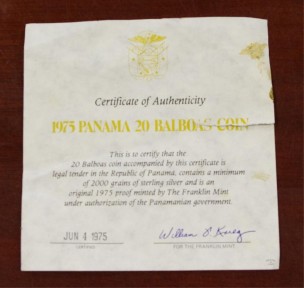 Certificate of Authenticity
1975 PANAMA 20 BALBOAS COIN
This is to certify that the
20 Balboas coin accompanied by this certificate is
legal tender in the Republic of Panama, contains a minimum
of 2000 grains of sterling silver and is an
original 1975 proof minted by The Franklin Mint
under authorization of the Panamanian government.
JUN 4 1975
FOR THE FRANKLIN MINT